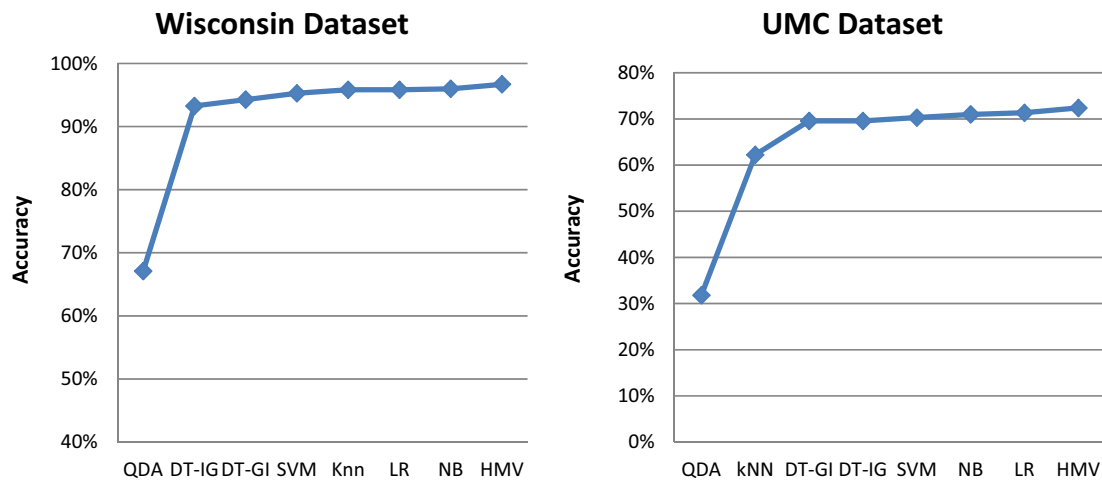 Wisconsin Dataset
100%
90%
80%
70%
60%
50%
40%
Accuracy
QDA DT-IG DT-GI SVM Knn LR NB HMV
UMC Dataset
80%
70%
60%
50%
40%
30%
20%
10%
0%
Accuracy
QDA kNN DT-GI DT-IG SVM NB LR HMV